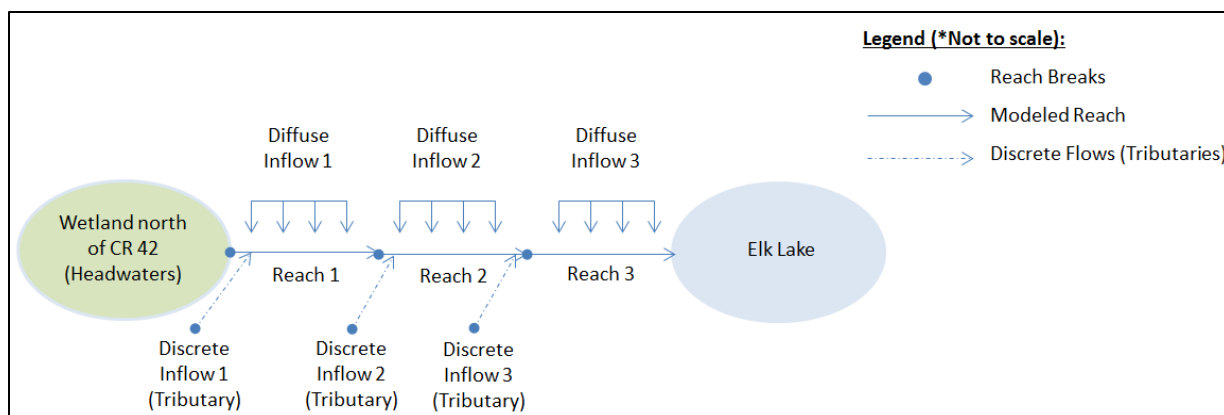 Legend (*Not to scale):
Reach Breaks
Modeled Reach
Discrete Flows (Tributaries)
Diffuse
Inflow 1
Diffuse
Inflow 2
Diffuse
Inflow 3
Wetland north
of CR 42
(Headwaters)
Reach 1
Reach 2
Reach 3
Elk Lake
Discrete
Inflow 1
(Tributary)
Discrete
Inflow 2
(Tributary)
Discrete
Inflow 3
(Tributary)